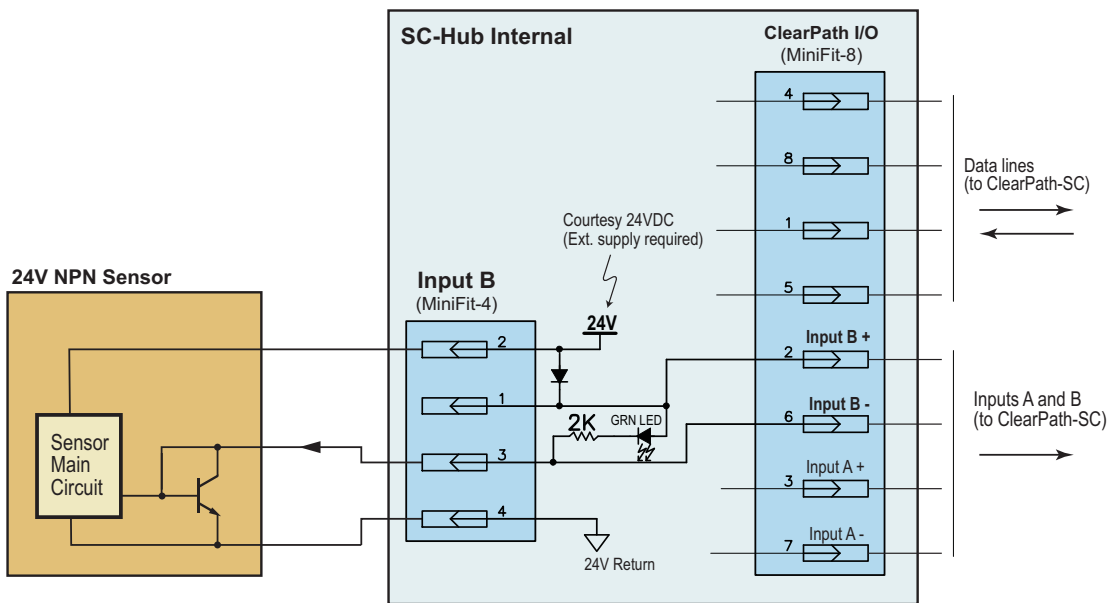 SC-Hub Internal
ClearPath I/O
(MiniFit-8)
4
8
1
5
Data lines
(to ClearPath-SC)
Courtesy 24VDC
(Ext. supply required)
24V NPN Sensor
Input B
(MiniFit-4)
24V
2
1
3
4
2K
GRN LED
Input B +
2
Input B -
6
Input A +
3
Input A -
7
Inputs A and B
(to ClearPath-SC)
Sensor
Main
Circuit
24V Return